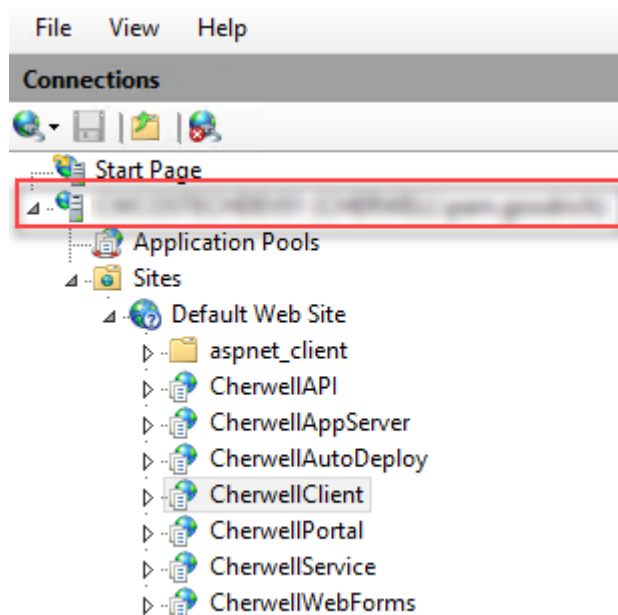 File View Help
Connections
Start Page
Application Pools
Sites
Default Web Site
aspnet_client
CherwellAPI
CherwellAppServer
CherwellAutoDeploy
CherwellClient
CherwellPortal
CherwellService
CherwellWebForms